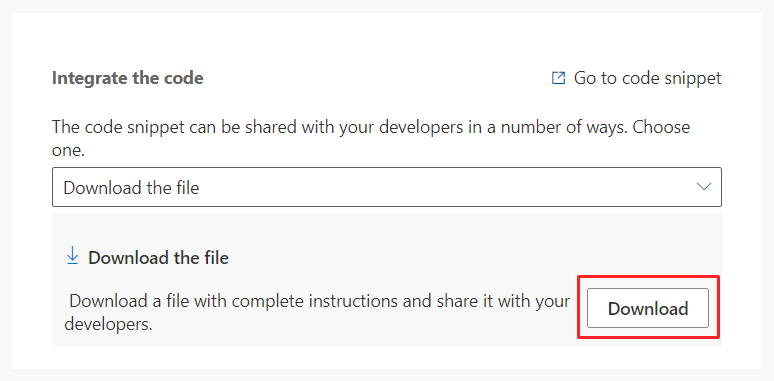 Integrate the code
Go to code snippet
The code snippet can be shared with your developers in a number of ways. Choose
one.
Download the file
Download the file
Download a file with complete instructions and share it with your
developers.
Download